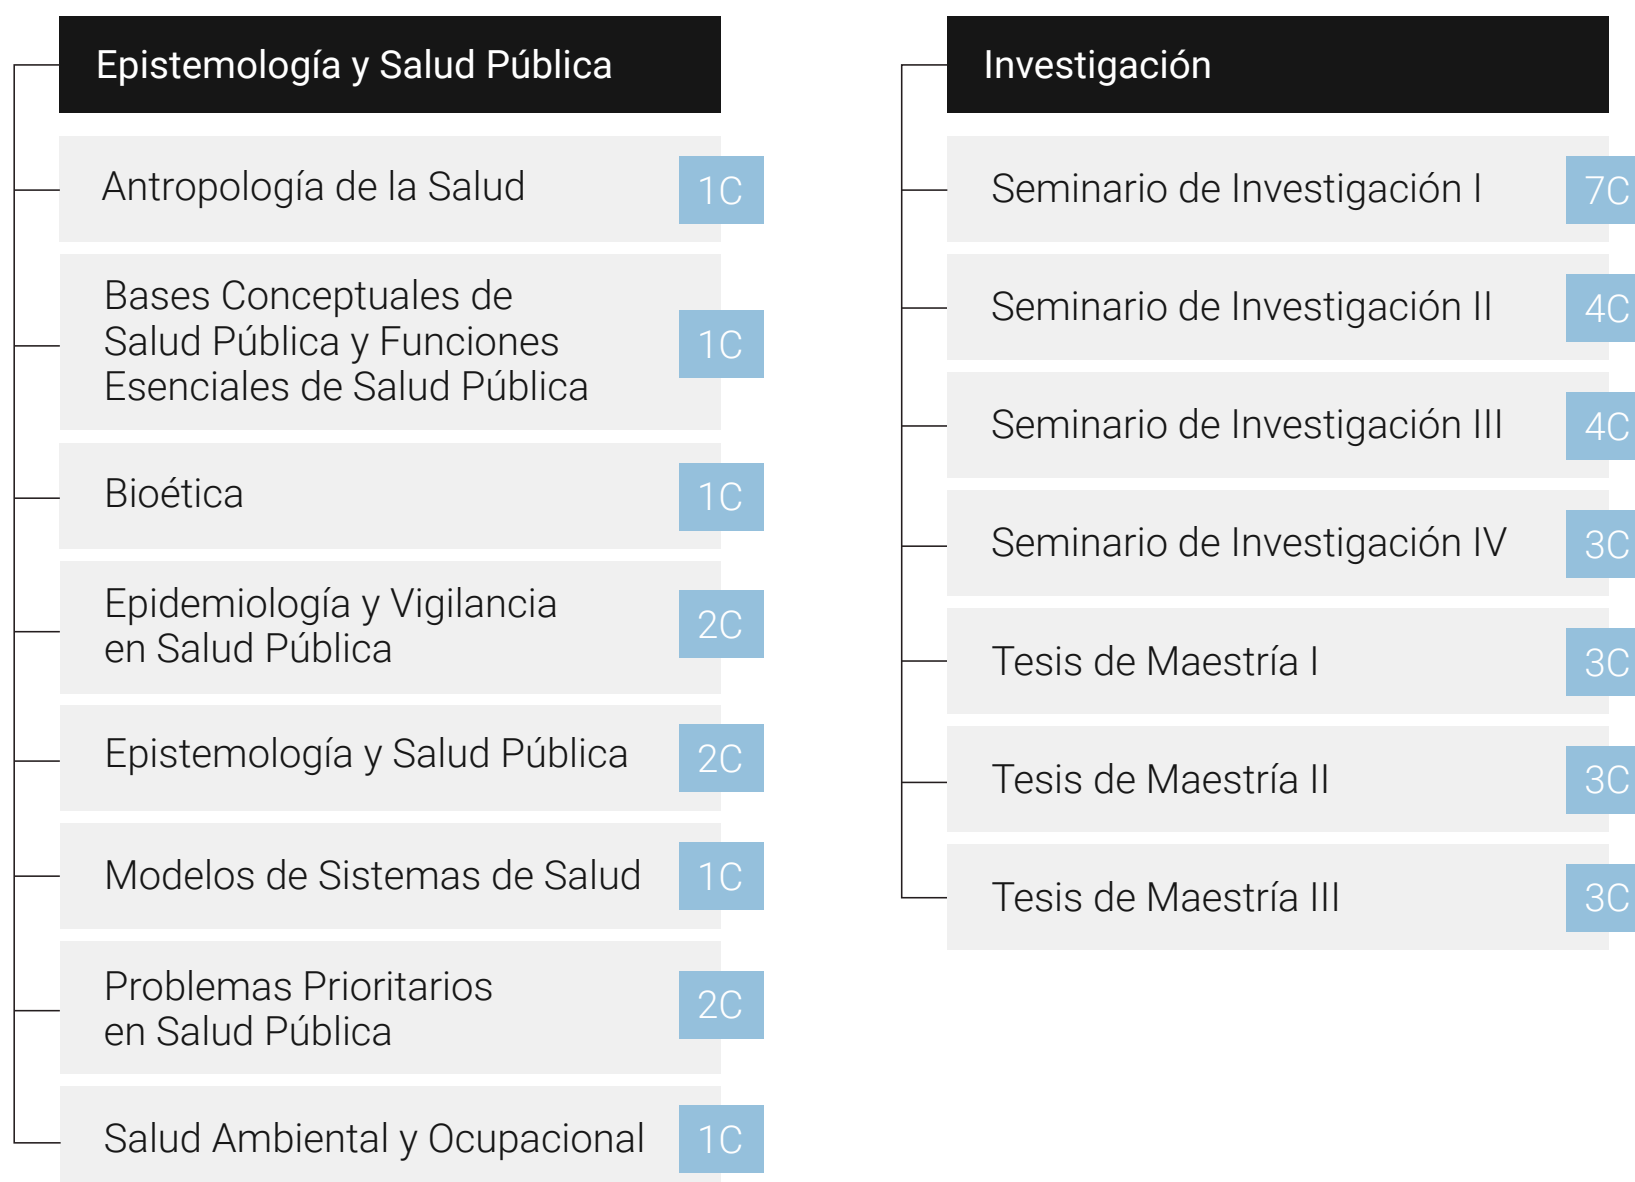 Epistemología y Salud Pública
Antropología de la Salud
1C
Bases Conceptuales de
Salud Pública y Funciones
Esenciales de Salud Pública
1C
Bioética
1C
Epidemiología y Vigilancia
en Salud Pública
2C
Epistemología y Salud Pública
2C
Modelos de Sistemas de Salud
1C
Problemas Prioritarios
en Salud Pública
2C
Salud Ambiental y Ocupacional
1C
Investigación
Seminario de Investigación I
7C
Seminario de Investigación II
4C
Seminario de Investigación III
4C
Seminario de Investigación IV
3C
Tesis de Maestría I
3C
Tesis de Maestría II
3C
Tesis de Maestría III
3C